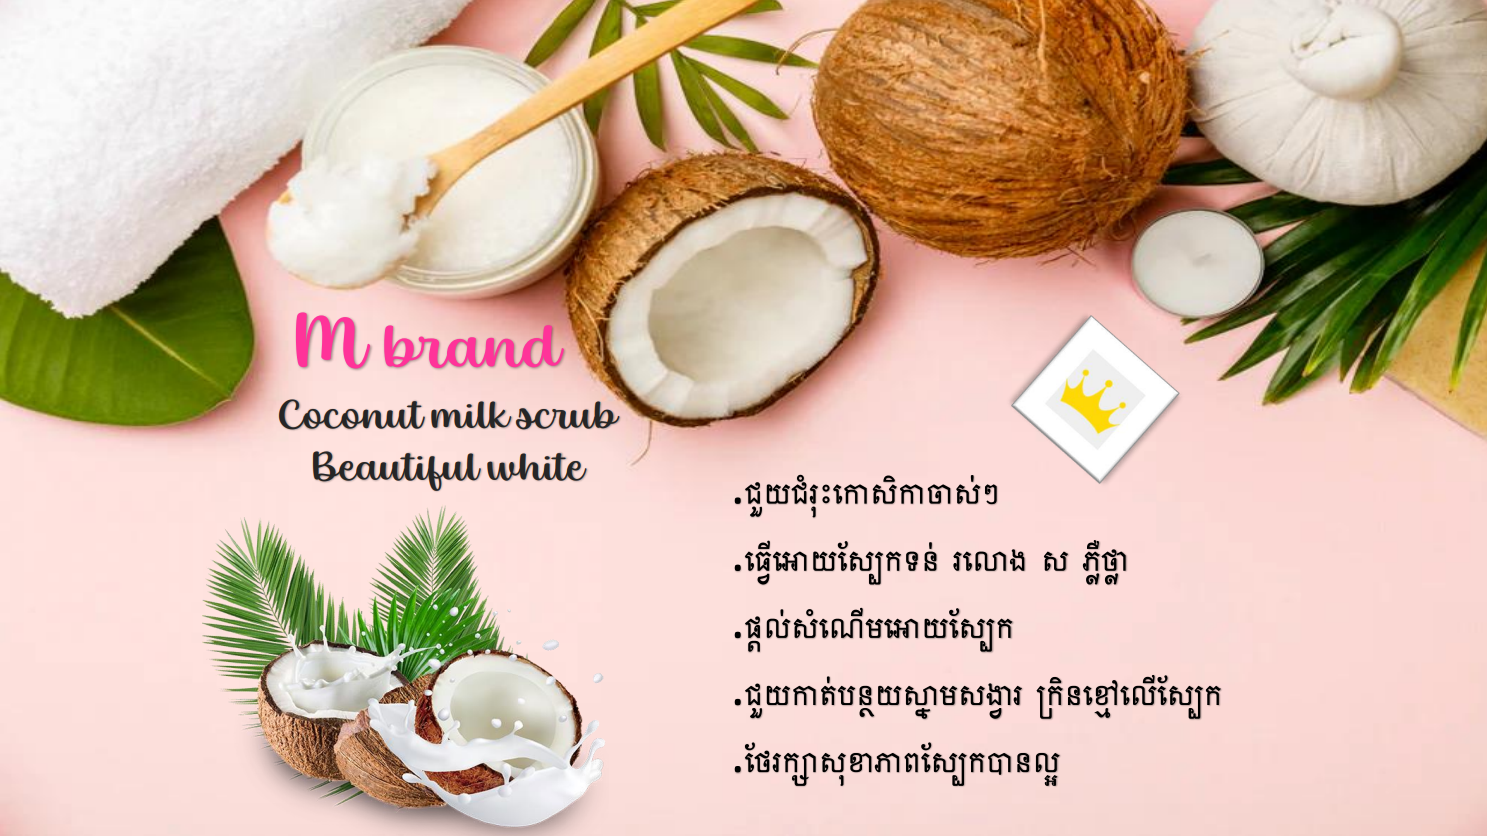 M brand
Coconut milk scrub
Beautiful white
.ជួយជំរុះកោសិកាចាស់ៗ
.ធ្វើអោយស្បែកទន់ រលោង ស ភ្លឺថ្លា
.ផ្តល់សំណើមអោយស្បែក
.ជួយកាត់បន្ថយស្នាមសង្វារ ក្រិនខ្មៅលើស្បែក
.ថែរក្សាសុខាភាពស្បែកបានល្អ